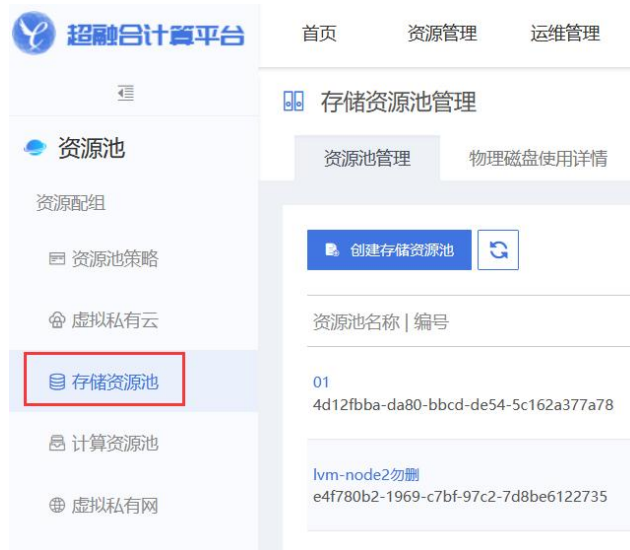 超融合计算平台
首页 资源管理 运维管理
存储资源池管理
资源池
资源池管理 物理磁盘使用详情
资源配组
创建存储资源池
资源池策略
虚拟私有云
资源池名称 | 编号
存储资源池
01
4d12fbba-da80-bbcd-de54-5c162a377a78
计算资源池
lvm-node2勿删
e4f780b2-1969-c7bf-97c2-7d8be6122735
虚拟私有网